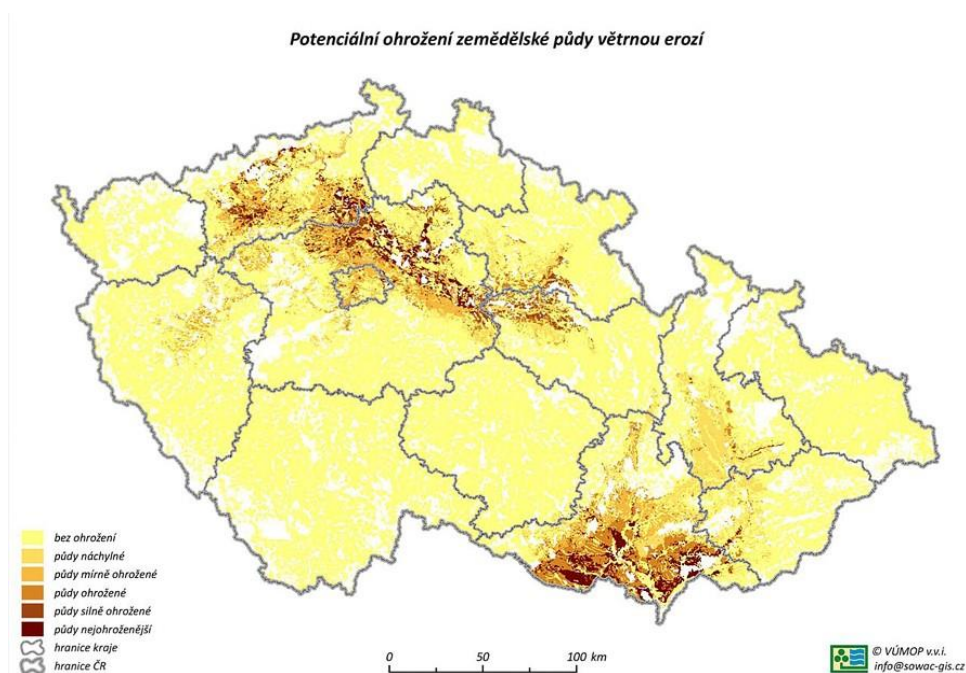 Potenciální ohrožení zemědělské půdy větrnou erozí
bez ohrožení
půdy náchylné
půdy mírně ohrožené
půdy ohrožené
půdy silně ohrožené
půdy nejohroženější
hranice kraje
hranice ČR
0 50 100 km
© VÚMOP v.v.i.
info@sowac-gis.cz